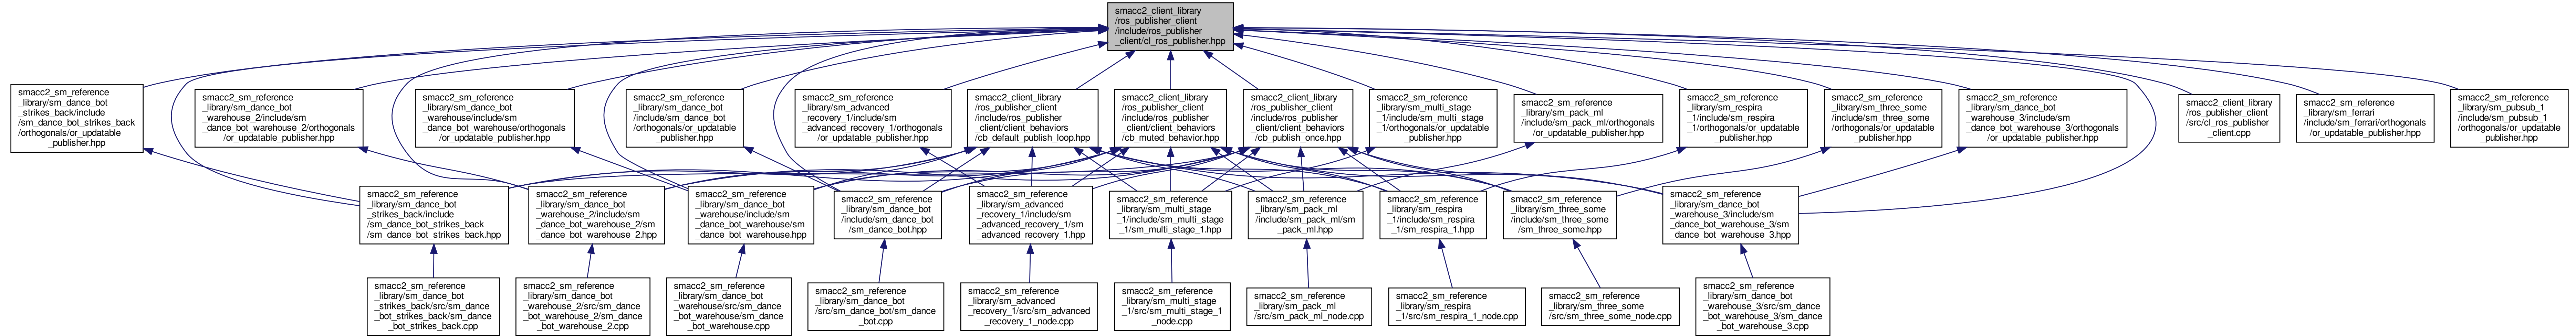 smacc2_client_library
/ros_publisher_client
/include/ros_publisher
_client/cl_ros_publisher.hpp
smacc2_sm_reference
_library/sm_dance_bot
_strikes_back/include
/sm_dance_bot_strikes_back
/orthogonals/or_updatable
_publisher.hpp
smacc2_sm_reference
_library/sm_dance_bot
_warehouse_2/include/sm
_dance_bot_warehouse_2/orthogonals
/or_updatable_publisher.hpp
smacc2_sm_reference
_library/sm_dance_bot
_warehouse/include/sm
_dance_bot_warehouse/orthogonals
/or_updatable_publisher.hpp
smacc2_sm_reference
_library/sm_dance_bot
/include/sm_dance_bot
/orthogonals/or_updatable
_publisher.hpp
smacc2_sm_reference
_library/sm_advanced
_recovery_1/include/sm
_advanced_recovery_1/orthogonals
/or_updatable_publisher.hpp
smacc2_client_library
/ros_publisher_client
/include/ros_publisher
_client/client_behaviors
/cb_default_publish_loop.hpp
smacc2_client_library
/ros_publisher_client
/include/ros_publisher
_client/client_behaviors
/cb_muted_behavior.hpp
smacc2_client_library
/ros_publisher_client
/include/ros_publisher
_client/client_behaviors
/cb_publish_once.hpp
smacc2_sm_reference
_library/sm_multi_stage
_1/include/sm_multi_stage
_1/orthogonals/or_updatable
_publisher.hpp
smacc2_sm_reference
_library/sm_pack_ml
/include/sm_pack_ml/orthogonals
/or_updatable_publisher.hpp
smacc2_sm_reference
_library/sm_respira
_1/include/sm_respira
_1/orthogonals/or_updatable
_publisher.hpp
smacc2_sm_reference
_library/sm_three_some
/include/sm_three_some
/orthogonals/or_updatable
_publisher.hpp
smacc2_sm_reference
_library/sm_dance_bot
_warehouse_3/include/sm
_dance_bot_warehouse_3/orthogonals
/or_updatable_publisher.hpp
smacc2_client_library
/ros_publisher_client
/src/cl_ros_publisher
_client.cpp
smacc2_sm_reference
_library/sm_ferrari
/include/sm_ferrari/orthogonals
/or_updatable_publisher.hpp
smacc2_sm_reference
_library/sm_pubsub_1
/include/sm_pubsub_1
/orthogonals/or_updatable
_publisher.hpp
smacc2_sm_reference
_library/sm_dance_bot
_strikes_back/include
/sm_dance_bot_strikes_back
/sm_dance_bot_strikes_back.hpp
smacc2_sm_reference
_library/sm_dance_bot
_warehouse_2/include/sm
_dance_bot_warehouse_2/sm
_dance_bot_warehouse_2.hpp
smacc2_sm_reference
_library/sm_dance_bot
_warehouse/include/sm
_dance_bot_warehouse/sm
_dance_bot_warehouse.hpp
smacc2_sm_reference
_library/sm_dance_bot
/include/sm_dance_bot
/sm_dance_bot.hpp
smacc2_sm_reference
_library/sm_advanced
_recovery_1/include/sm
_advanced_recovery_1/sm
_advanced_recovery_1.hpp
smacc2_sm_reference
_library/sm_multi_stage
_1/include/sm_multi_stage
_1/sm_multi_stage_1.hpp
smacc2_sm_reference
_library/sm_pack_ml
/include/sm_pack_ml/sm
_pack_ml.hpp
smacc2_sm_reference
_library/sm_respira
_1/include/sm_respira
_1/sm_respira_1.hpp
smacc2_sm_reference
_library/sm_three_some
/include/sm_three_some
/sm_three_some.hpp
smacc2_sm_reference
_library/sm_dance_bot
_warehouse_3/include/sm
_dance_bot_warehouse_3/sm
_dance_bot_warehouse_3.hpp
smacc2_sm_reference
_library/sm_dance_bot
_strikes_back/src/sm_dance
_bot_strikes_back/sm_dance
_bot_strikes_back.cpp
smacc2_sm_reference
_library/sm_dance_bot
_warehouse_2/src/sm_dance
_bot_warehouse_2/sm_dance
_bot_warehouse_2.cpp
smacc2_sm_reference
_library/sm_dance_bot
_warehouse/src/sm_dance
_bot_warehouse/sm_dance
_bot_warehouse.cpp
smacc2_sm_reference
_library/sm_dance_bot
/src/sm_dance_bot/sm_dance
_bot.cpp
smacc2_sm_reference
_library/sm_advanced
_recovery_1/src/sm_advanced
_recovery_1_node.cpp
smacc2_sm_reference
_library/sm_multi_stage
_1/src/sm_multi_stage_1
_node.cpp
smacc2_sm_reference
_library/sm_pack_ml
/src/sm_pack_ml_node.cpp
smacc2_sm_reference
_library/sm_respira
_1/src/sm_respira_1_node.cpp
smacc2_sm_reference
_library/sm_three_some
/src/sm_three_some_node.cpp
smacc2_sm_reference
_library/sm_dance_bot
_warehouse_3/src/sm_dance
_bot_warehouse_3/sm_dance
_bot_warehouse_3.cpp